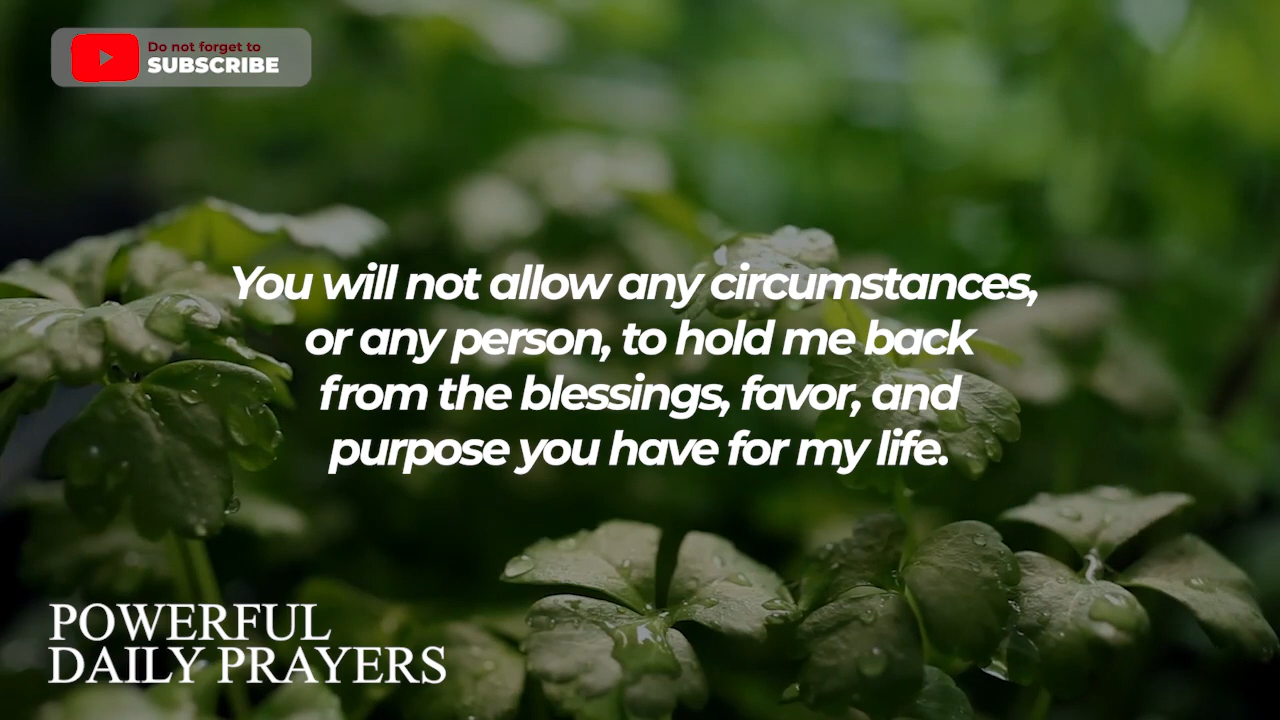 Do not forget to
SUBSCRIBE
You will not allow any circumstances,
or any person, to hold me back
from the blessings, favor, and
purpose you have for my life.
POWERFUL
DAILY PRAYERS